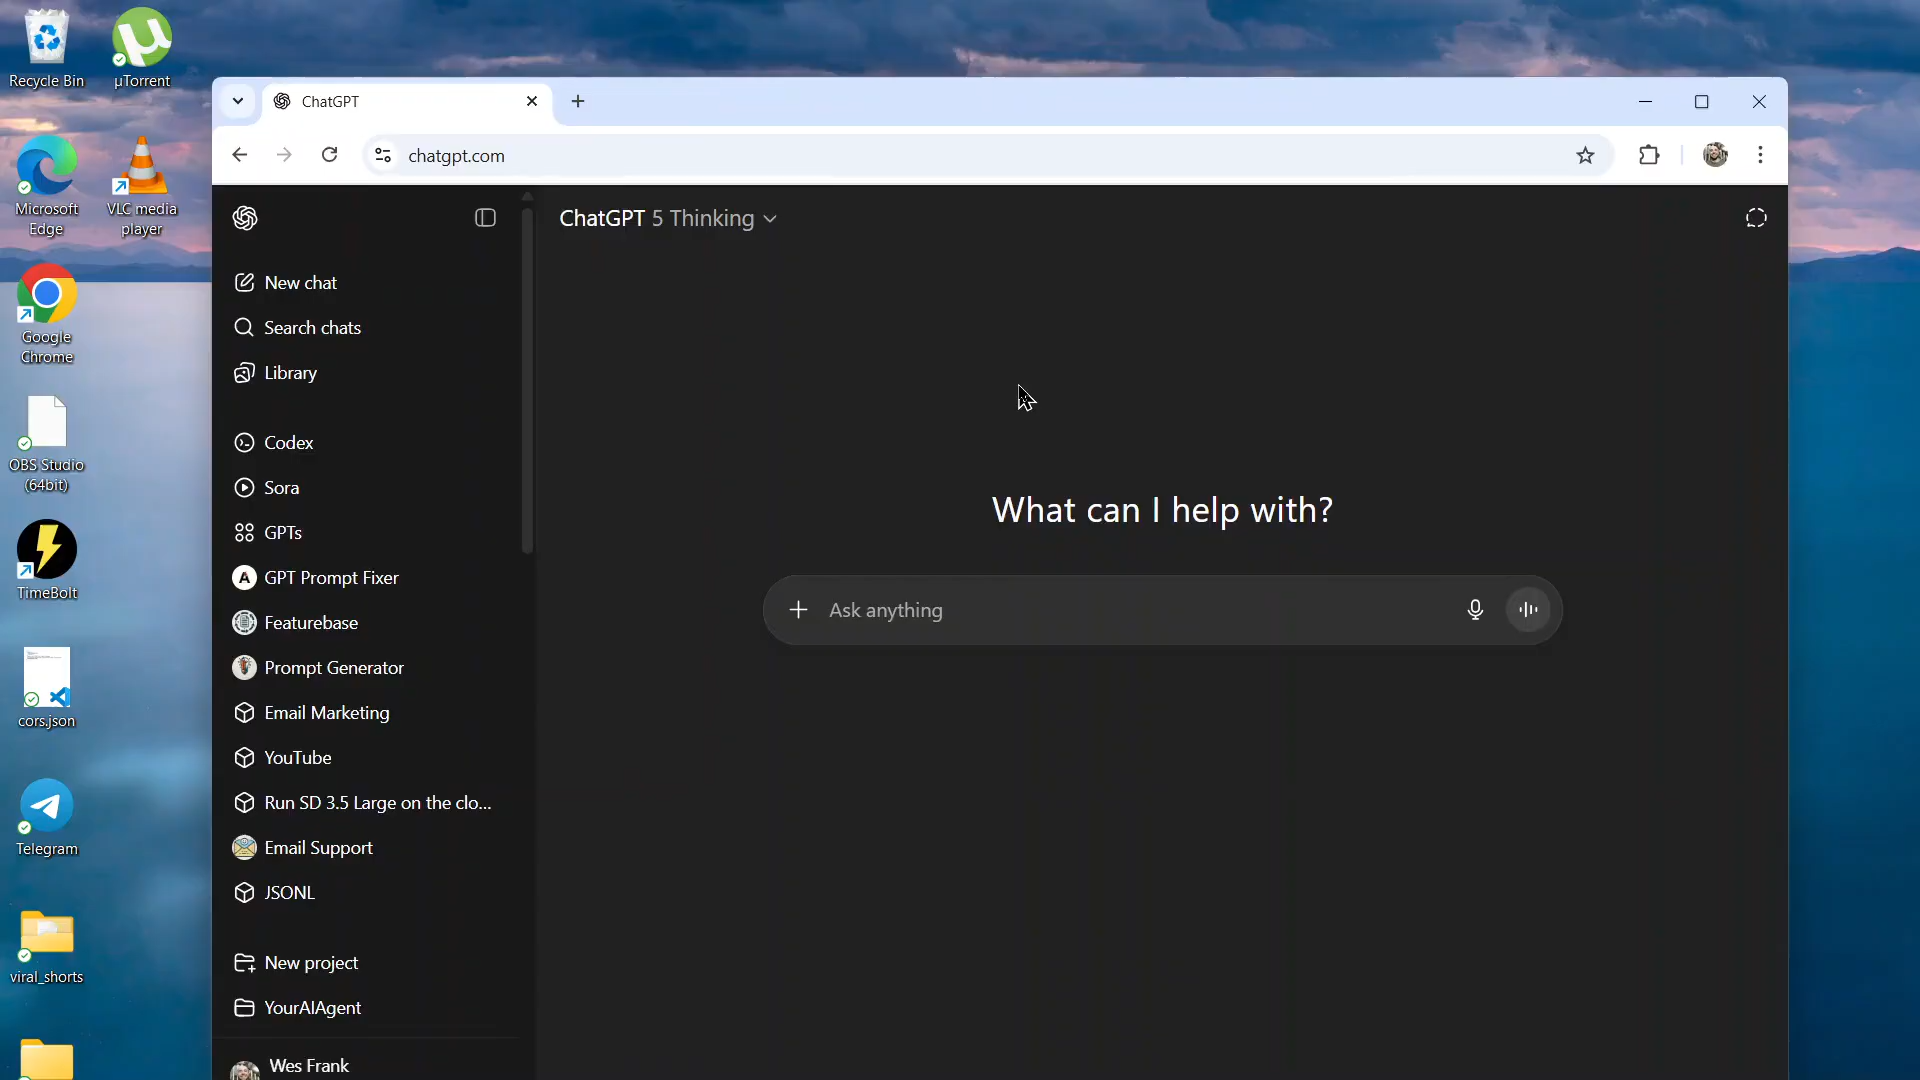 Recycle Bin
µTorrent
Microsoft
Edge
VLC media
player
Google
Chrome
OBS Studio
(64bit)
TimeBolt
cors.json
Telegram
viral_shorts
ChatGPT
chatgpt.com
New chat
Search chats
Library
Codex
Sora
GPTs
GPT Prompt Fixer
Featurebase
Prompt Generator
Email Marketing
YouTube
Run SD 3.5 Large on the clo...
Email Support
JSONL
New project
YourAIAgent
Wes Frank
ChatGPT 5 Thinking
What can I help with?
Ask anything